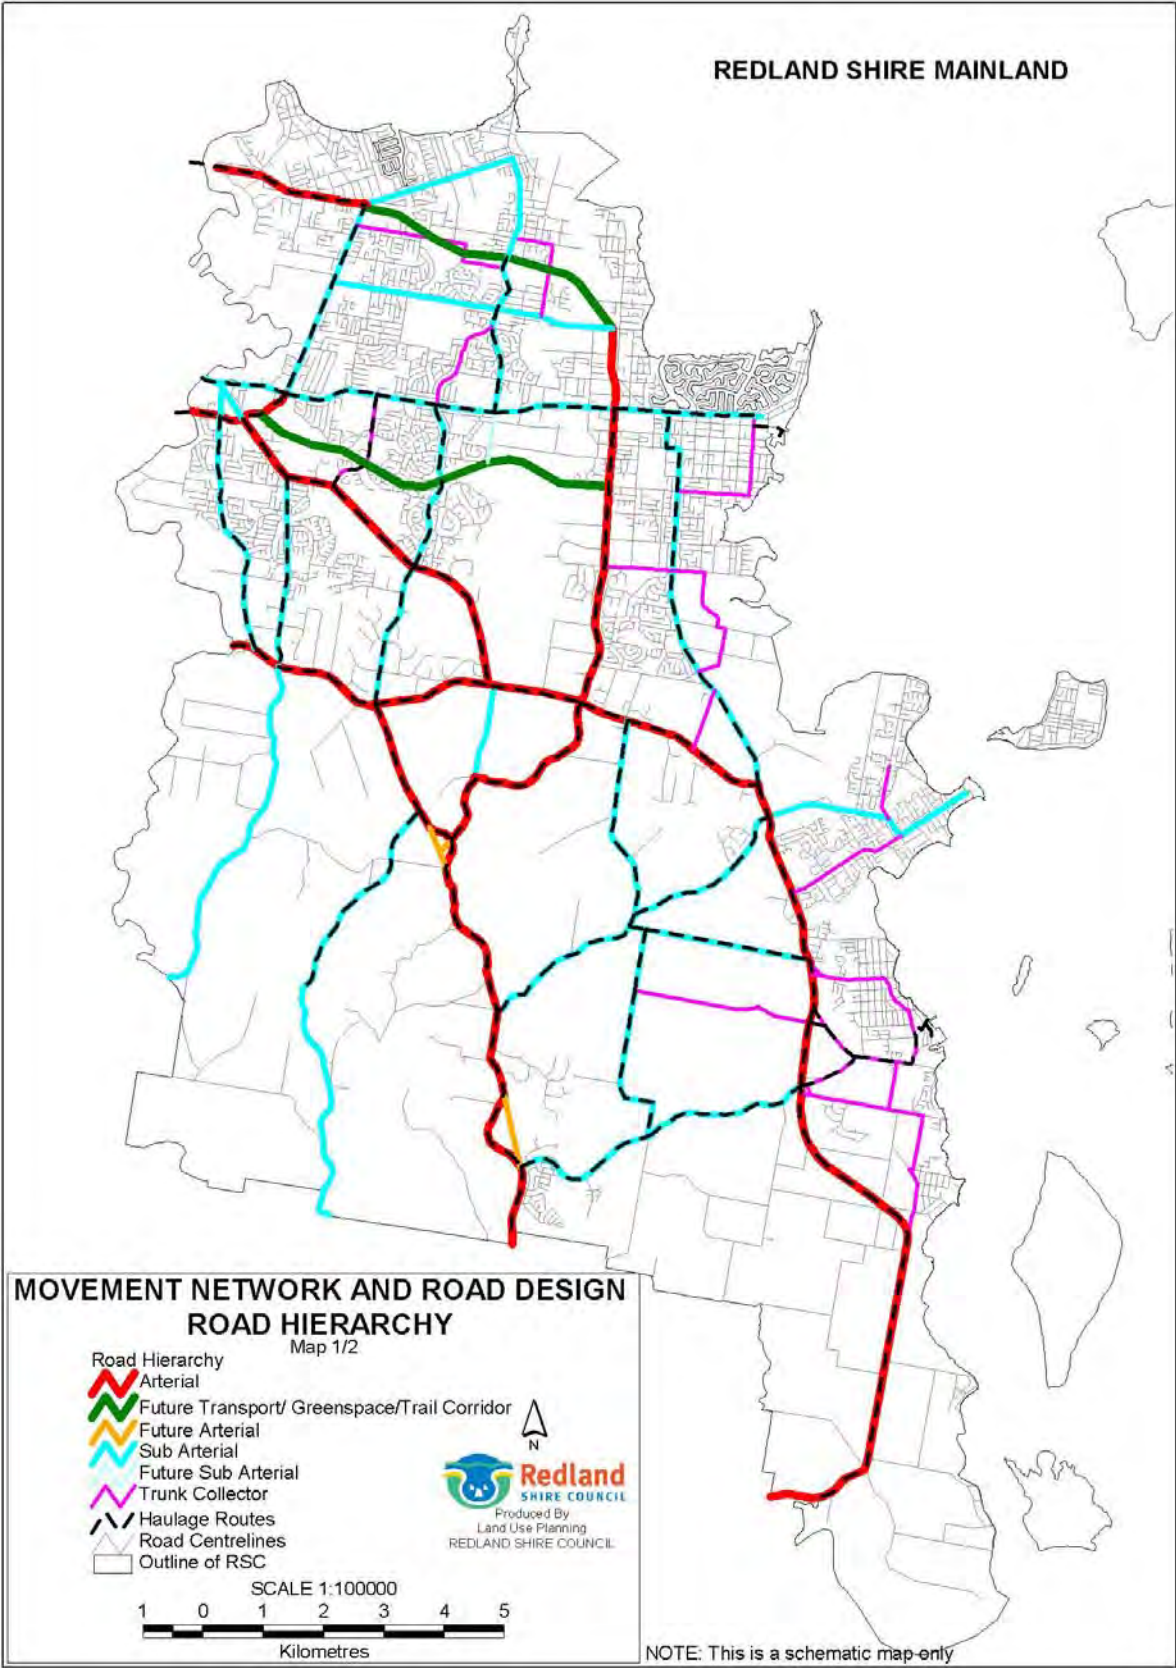 REDLAND SHIRE MAINLAND
MOVEMENT NETWORK AND ROAD DESIGN
ROAD HIERARCHY
Map 1/2
Road Hierarchy
Arterial
Future Transport/ Greenspace/Trail Corridor
Future Arterial
Sub Arterial
Future Sub Arterial
Trunk Collector
Haulage Routes
Road Centrelines
Outline of RSC
N
Redland
SHIRE COUNCIL
Produced By
Land Use Planning
REDLAND SHIRE COUNCIL
SCALE 1:100000
1 0 1 2 3 4 5
Kilometres
NOTE: This is a schematic map only